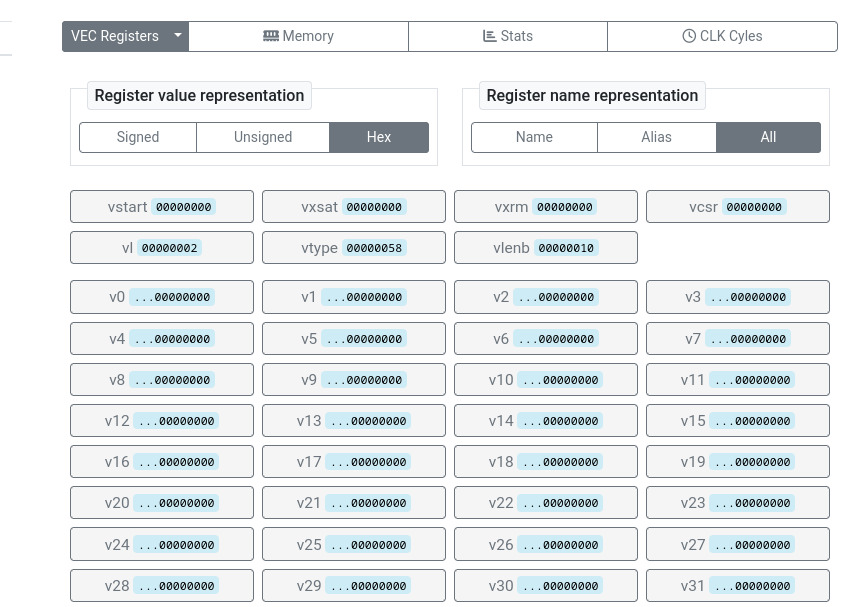 VEC Registers Memory Stats CLK Cyles
Register value representation Register name representation
Signed Unsigned Hex Name Alias All
vstart 00000000 vxsat 00000000 vxrm 00000000 vcsr 00000000
vl 00000002 vtype 00000058 vlenb 00000010
v0 ...00000000 v1 ...00000000 v2 ...00000000 v3 ...00000000
v4 ...00000000 v5 ...00000000 v6 ...00000000 v7 ...00000000
v8 ...00000000 v9 ...00000000 v10 ...00000000 v11 ...00000000
v12 ...00000000 v13 ...00000000 v14 ...00000000 v15 ...00000000
v16 ...00000000 v17 ...00000000 v18 ...00000000 v19 ...00000000
v20 ...00000000 v21 ...00000000 v22 ...00000000 v23 ...00000000
v24 ...00000000 v25 ...00000000 v26 ...00000000 v27 ...00000000
v28 ...00000000 v29 ...00000000 v30 ...00000000 v31 ...00000000